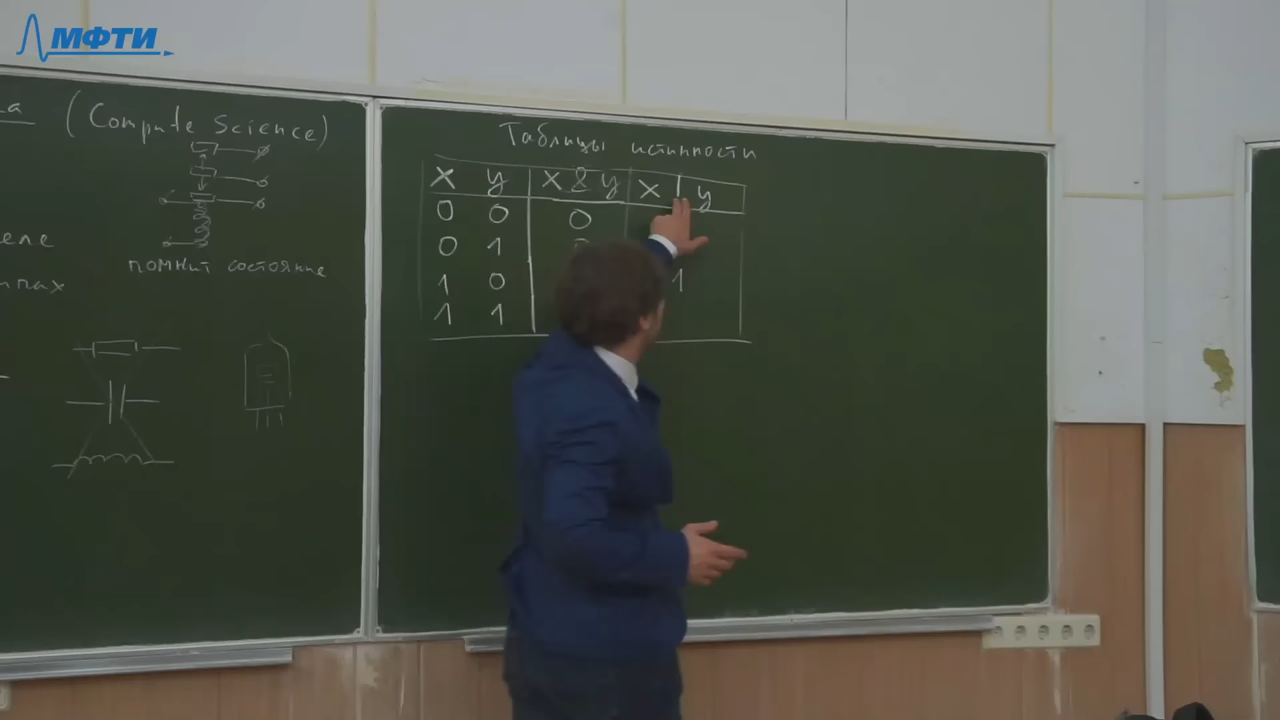 МФТИ
(Compute Science)
помнит состояние
Таблицы истинности
x y x & y x | y
0 0 0
0 1
1 0 1
1 1